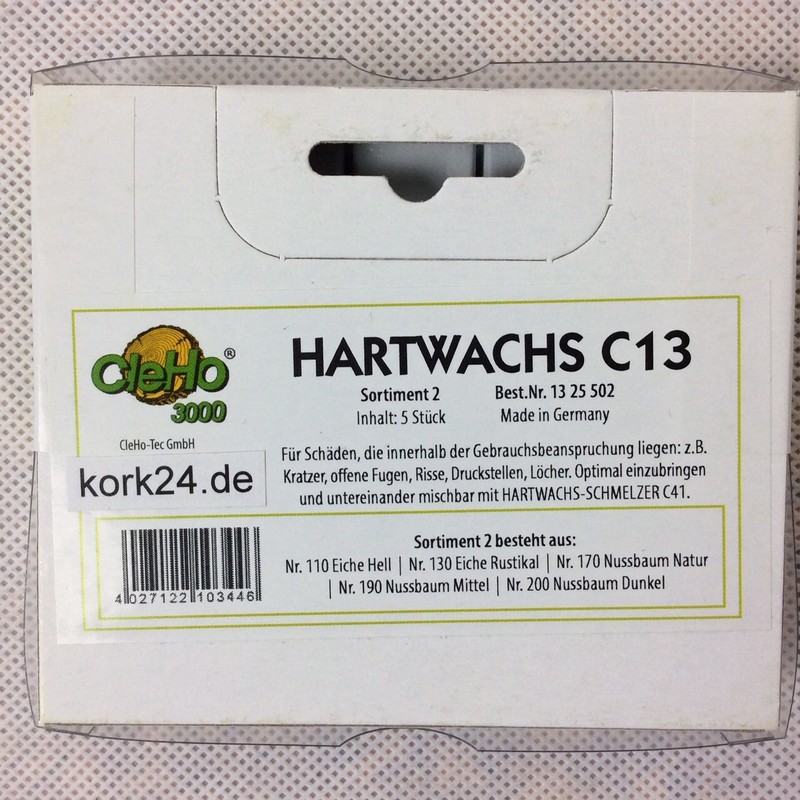 CleHo®
3000
CleHo-Tec GmbH
kork24.de
HARTWACHS C13
Sortiment 2 Best.Nr. 13 25 502
Inhalt: 5 Stück Made in Germany
Für Schäden, die innerhalb der Gebrauchsbeanspruchung liegen: z.B.
Kratzer, offene Fugen, Risse, Druckstellen, Löcher. Optimal einzubringen
und untereinander mischbar mit HARTWACHS-SCHMELZER C41.
Sortiment 2 besteht aus:
Nr. 110 Eiche Hell | Nr. 130 Eiche Rustikal | Nr. 170 Nussbaum Natur
| Nr. 190 Nussbaum Mittel | Nr. 200 Nussbaum Dunkel
4 027122 103446